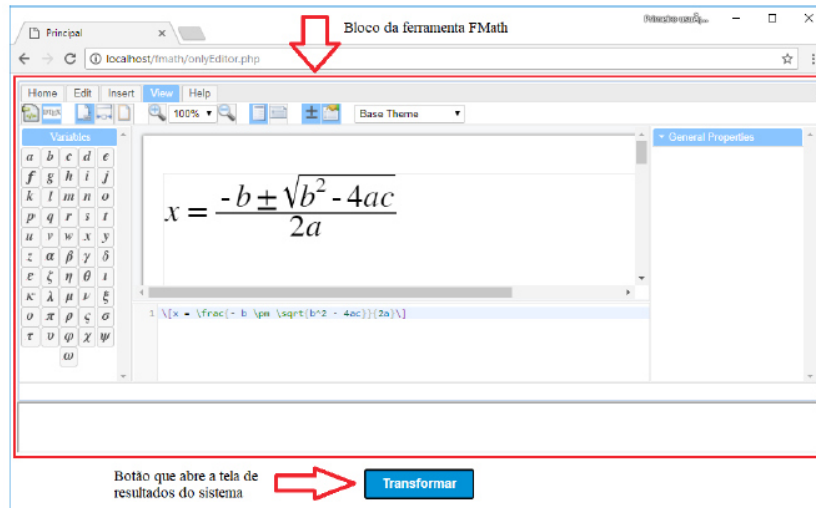 Bloco da ferramenta FMath
Principal
localhost/fmath/onlyEditor.php
Home Edit Insert View Help
100% Base Theme
Variables
General Properties
a b c d e
f g h i j
k l m n o
p q r s t
u v w x y
z α β γ δ
ε ζ η θ ι
κ λ μ ν ξ
ο π ρ ς σ
τ υ φ χ ψ
ω
x = \frac{-b ± \sqrt{b^2 - 4ac}}{2a}
1 \[x = \frac{- b \pm \sqrt{b^2 - 4ac}}{2a}\]
Botão que abre a tela de
resultados do sistema
Transformar